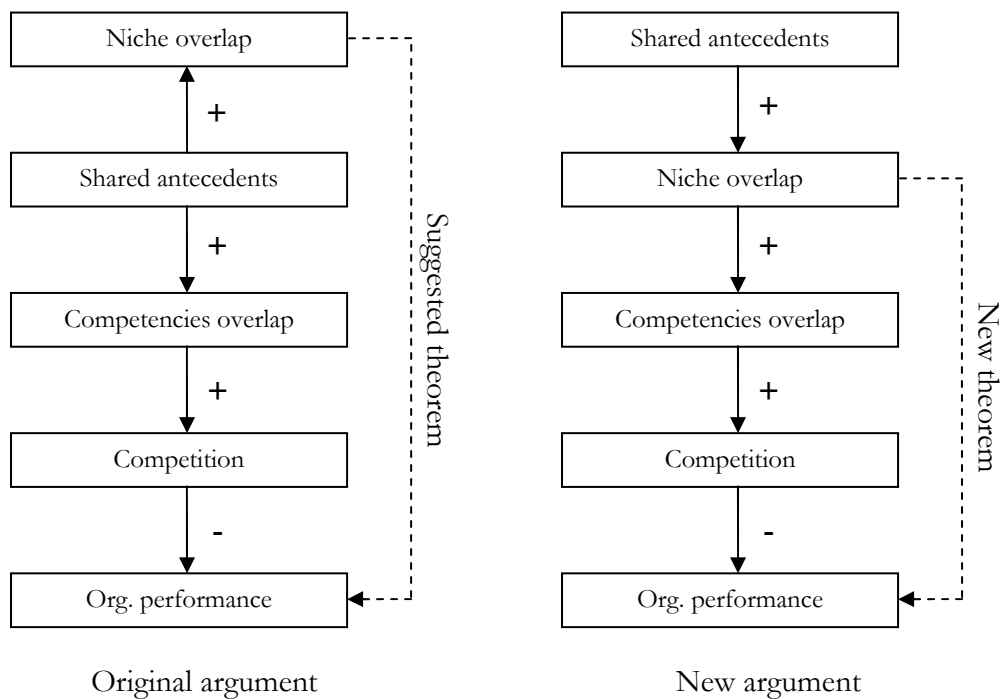 Niche overlap
+
Shared antecedents
+
Competencies overlap
+
Competition
-
Org. performance
Suggested theorem
Original argument
Shared antecedents
+
Niche overlap
+
Competencies overlap
+
Competition
-
Org. performance
New theorem
New argument